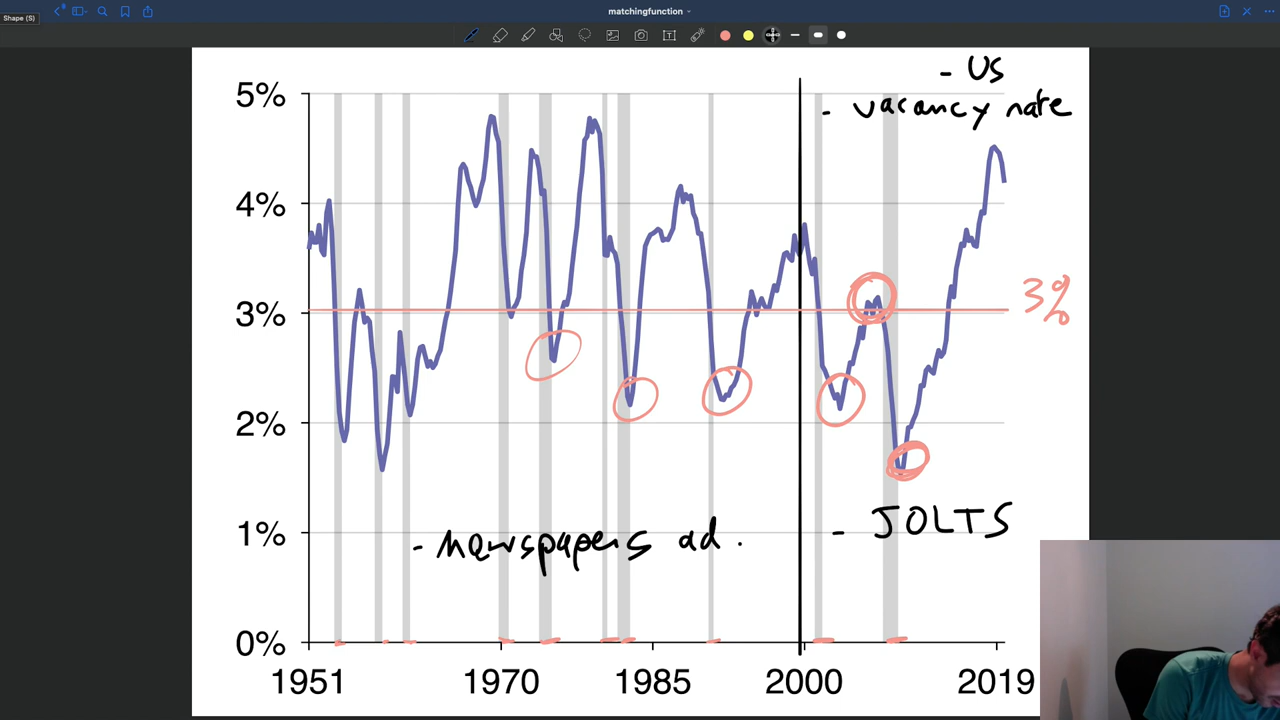 matchingfunction
Shape (S)
- US
- vacancy rate
5%
4%
3%
3%
2%
1%
0%
- newspapers ad.
- JOLTS
1951 1970 1985 2000 2019